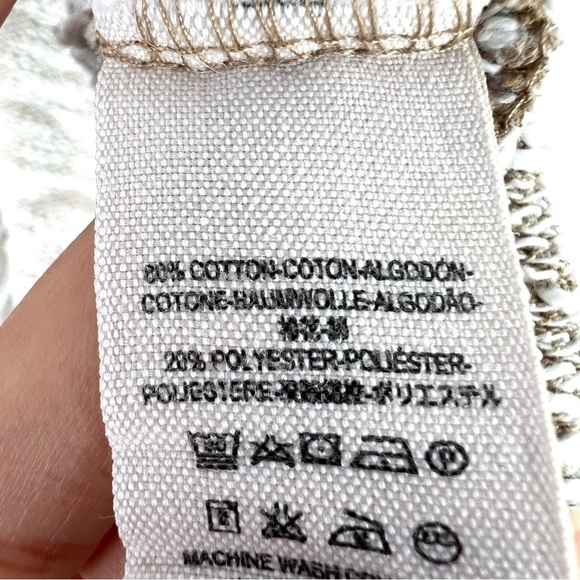 80% COTTON-COTON-ALGODÓN-
COTONE-BAUMWOLLE-ALGODÃO-
20% POLYESTER-POLIÉSTER-
POLIESTERE-ポリエステル
P
MACHINE WASH